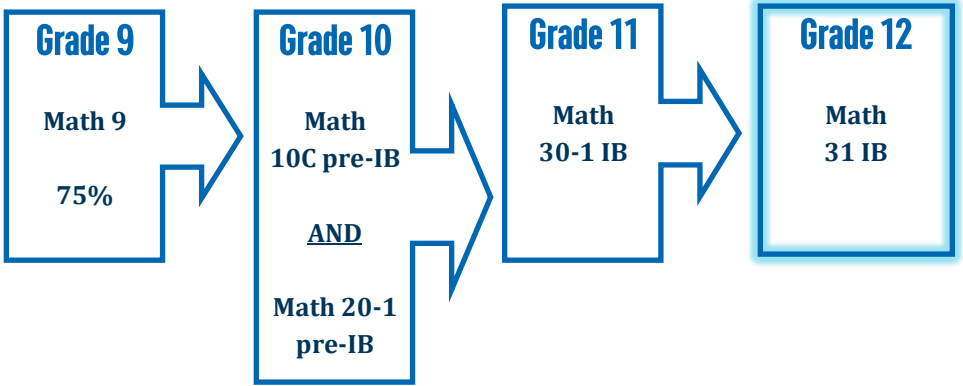 Grade 9
Math 9
75%
Grade 10
Math
10C pre-IB
AND
Math 20-1
pre-IB
Grade 11
Math
30-1 IB
Grade 12
Math
31 IB